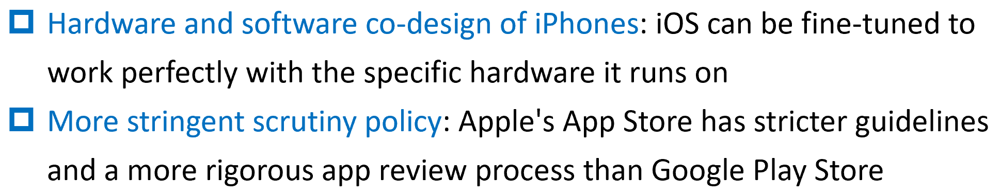 Hardware and software co-design of iPhones: iOS can be fine-tuned to
work perfectly with the specific hardware it runs on
More stringent scrutiny policy: Apple's App Store has stricter guidelines
and a more rigorous app review process than Google Play Store